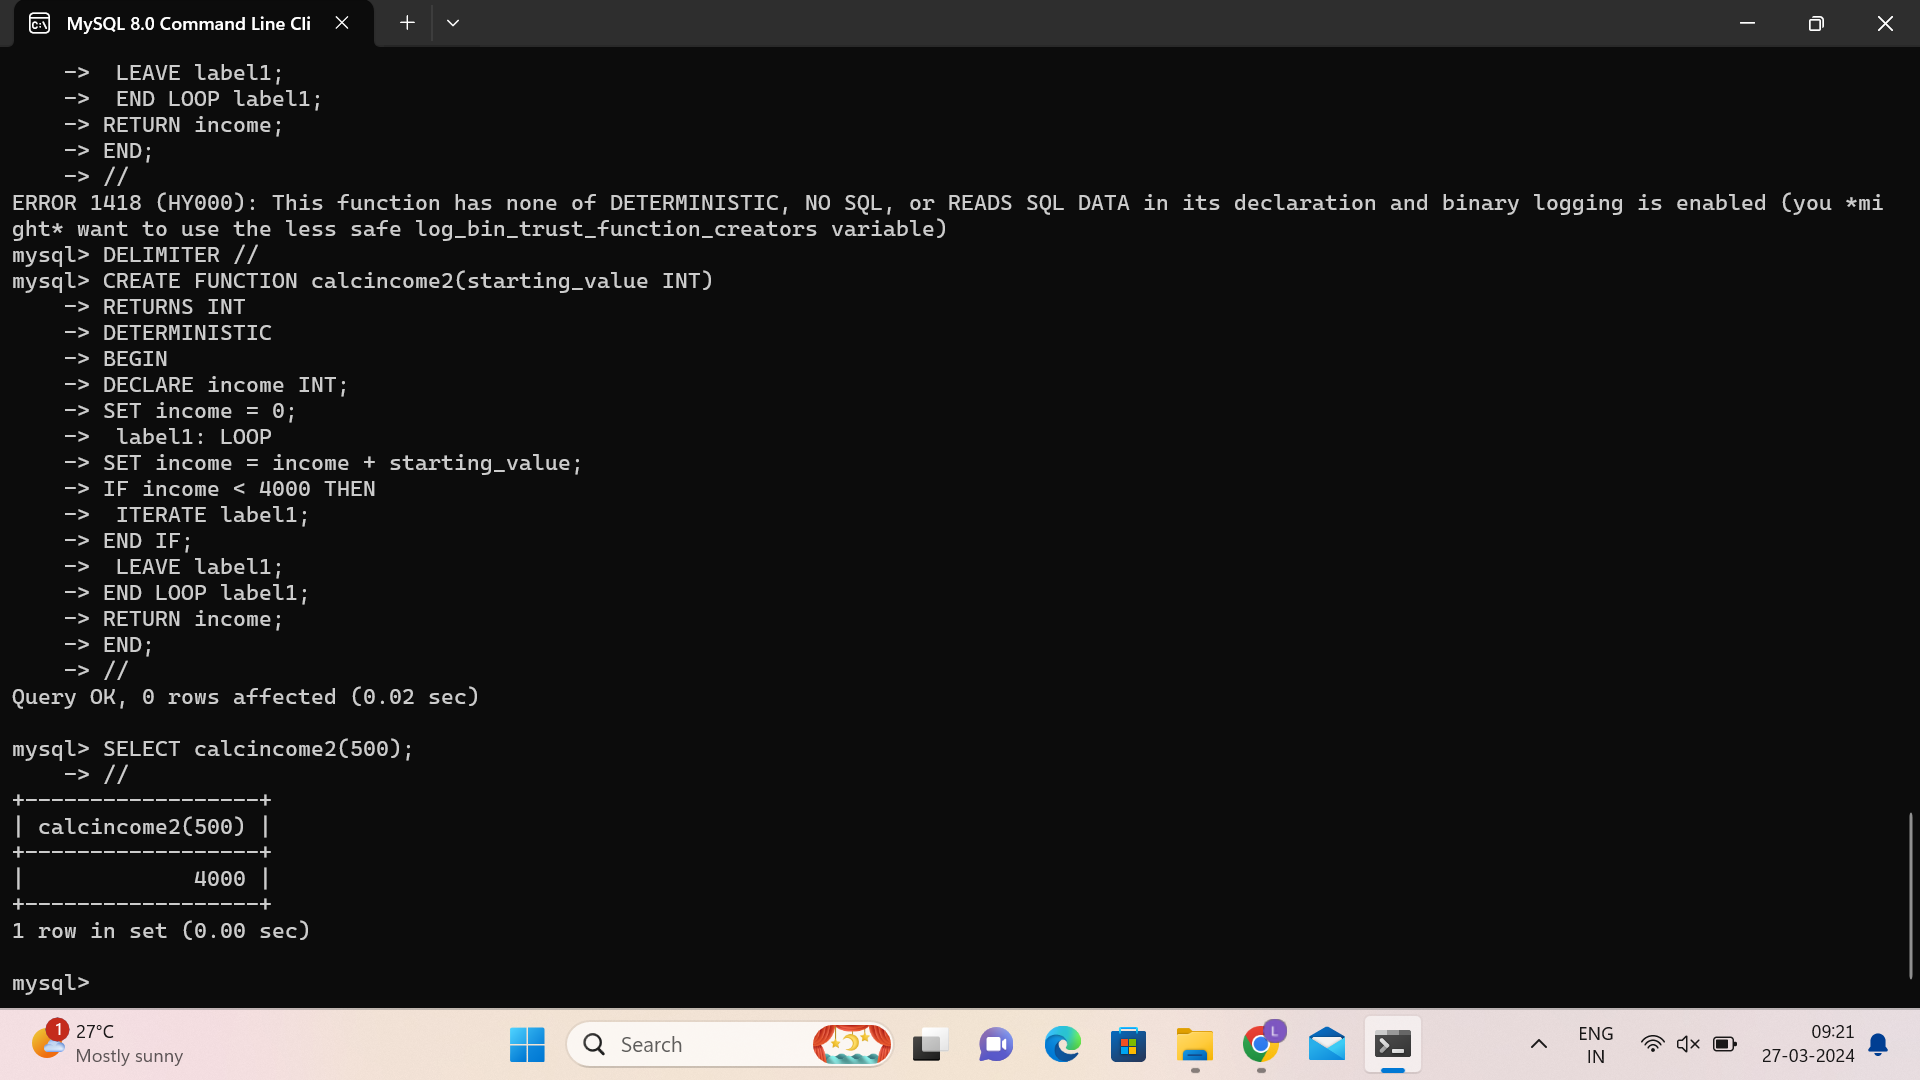 MySQL 8.0 Command Line Cli
    ->  LEAVE label1;
    ->  END LOOP label1;
    -> RETURN income;
    -> END;
    -> //
ERROR 1418 (HY000): This function has none of DETERMINISTIC, NO SQL, or READS SQL DATA in its declaration and binary logging is enabled (you *mi
ght* want to use the less safe log_bin_trust_function_creators variable)
mysql> DELIMITER //
mysql> CREATE FUNCTION calcincome2(starting_value INT)
    -> RETURNS INT
    -> DETERMINISTIC
    -> BEGIN
    -> DECLARE income INT;
    -> SET income = 0;
    ->  label1: LOOP
    -> SET income = income + starting_value;
    -> IF income < 4000 THEN
    ->  ITERATE label1;
    -> END IF;
    ->  LEAVE label1;
    -> END LOOP label1;
    -> RETURN income;
    -> END;
    -> //
Query OK, 0 rows affected (0.02 sec)
mysql> SELECT calcincome2(500);
    -> //
+------------------+
| calcincome2(500) |
+------------------+
|             4000 |
+------------------+
1 row in set (0.00 sec)
mysql>
1
27°C
Mostly sunny
Search
L
ENG
IN
09:21
27-03-2024